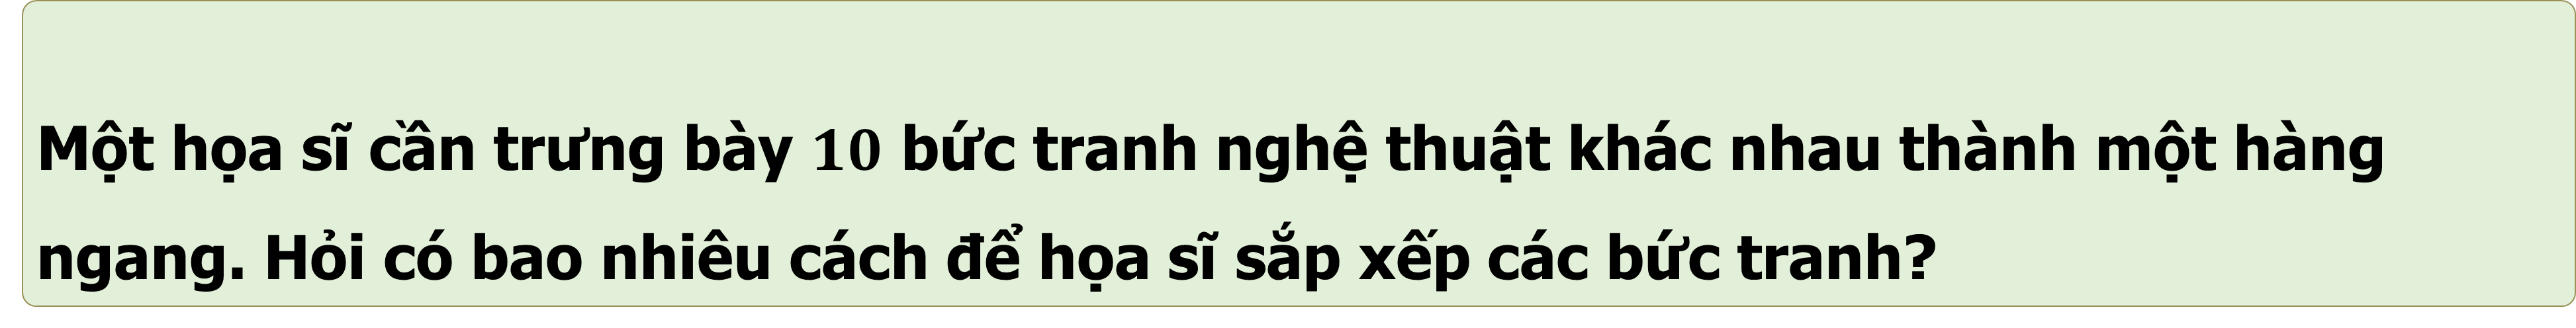 Một họa sĩ cần trưng bày 10 bức tranh nghệ thuật khác nhau thành một hàng
ngang. Hỏi có bao nhiêu cách để họa sĩ sắp xếp các bức tranh?